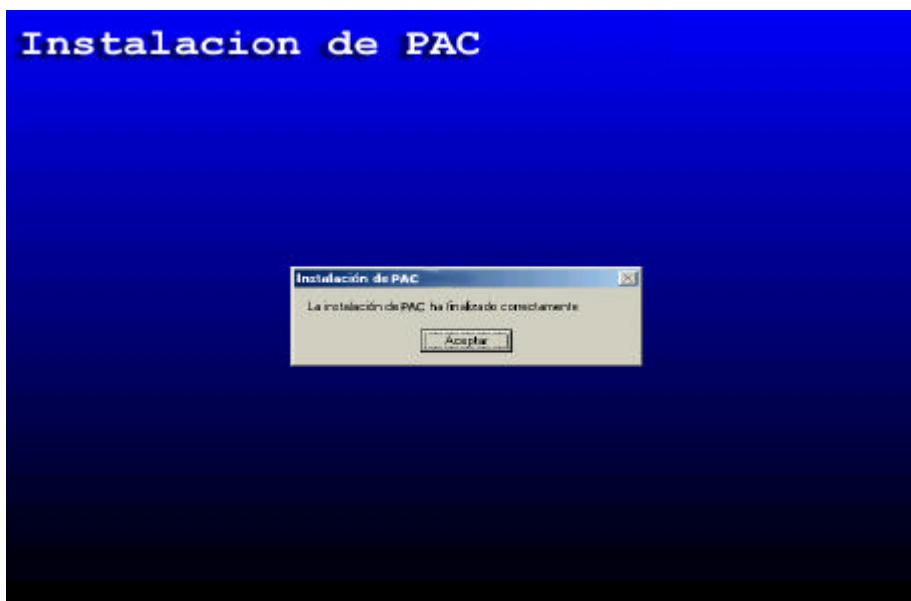 Instalacion de PAC
Instalación de PAC
La instalación de PAC ha finalizado correctamente
Aceptar